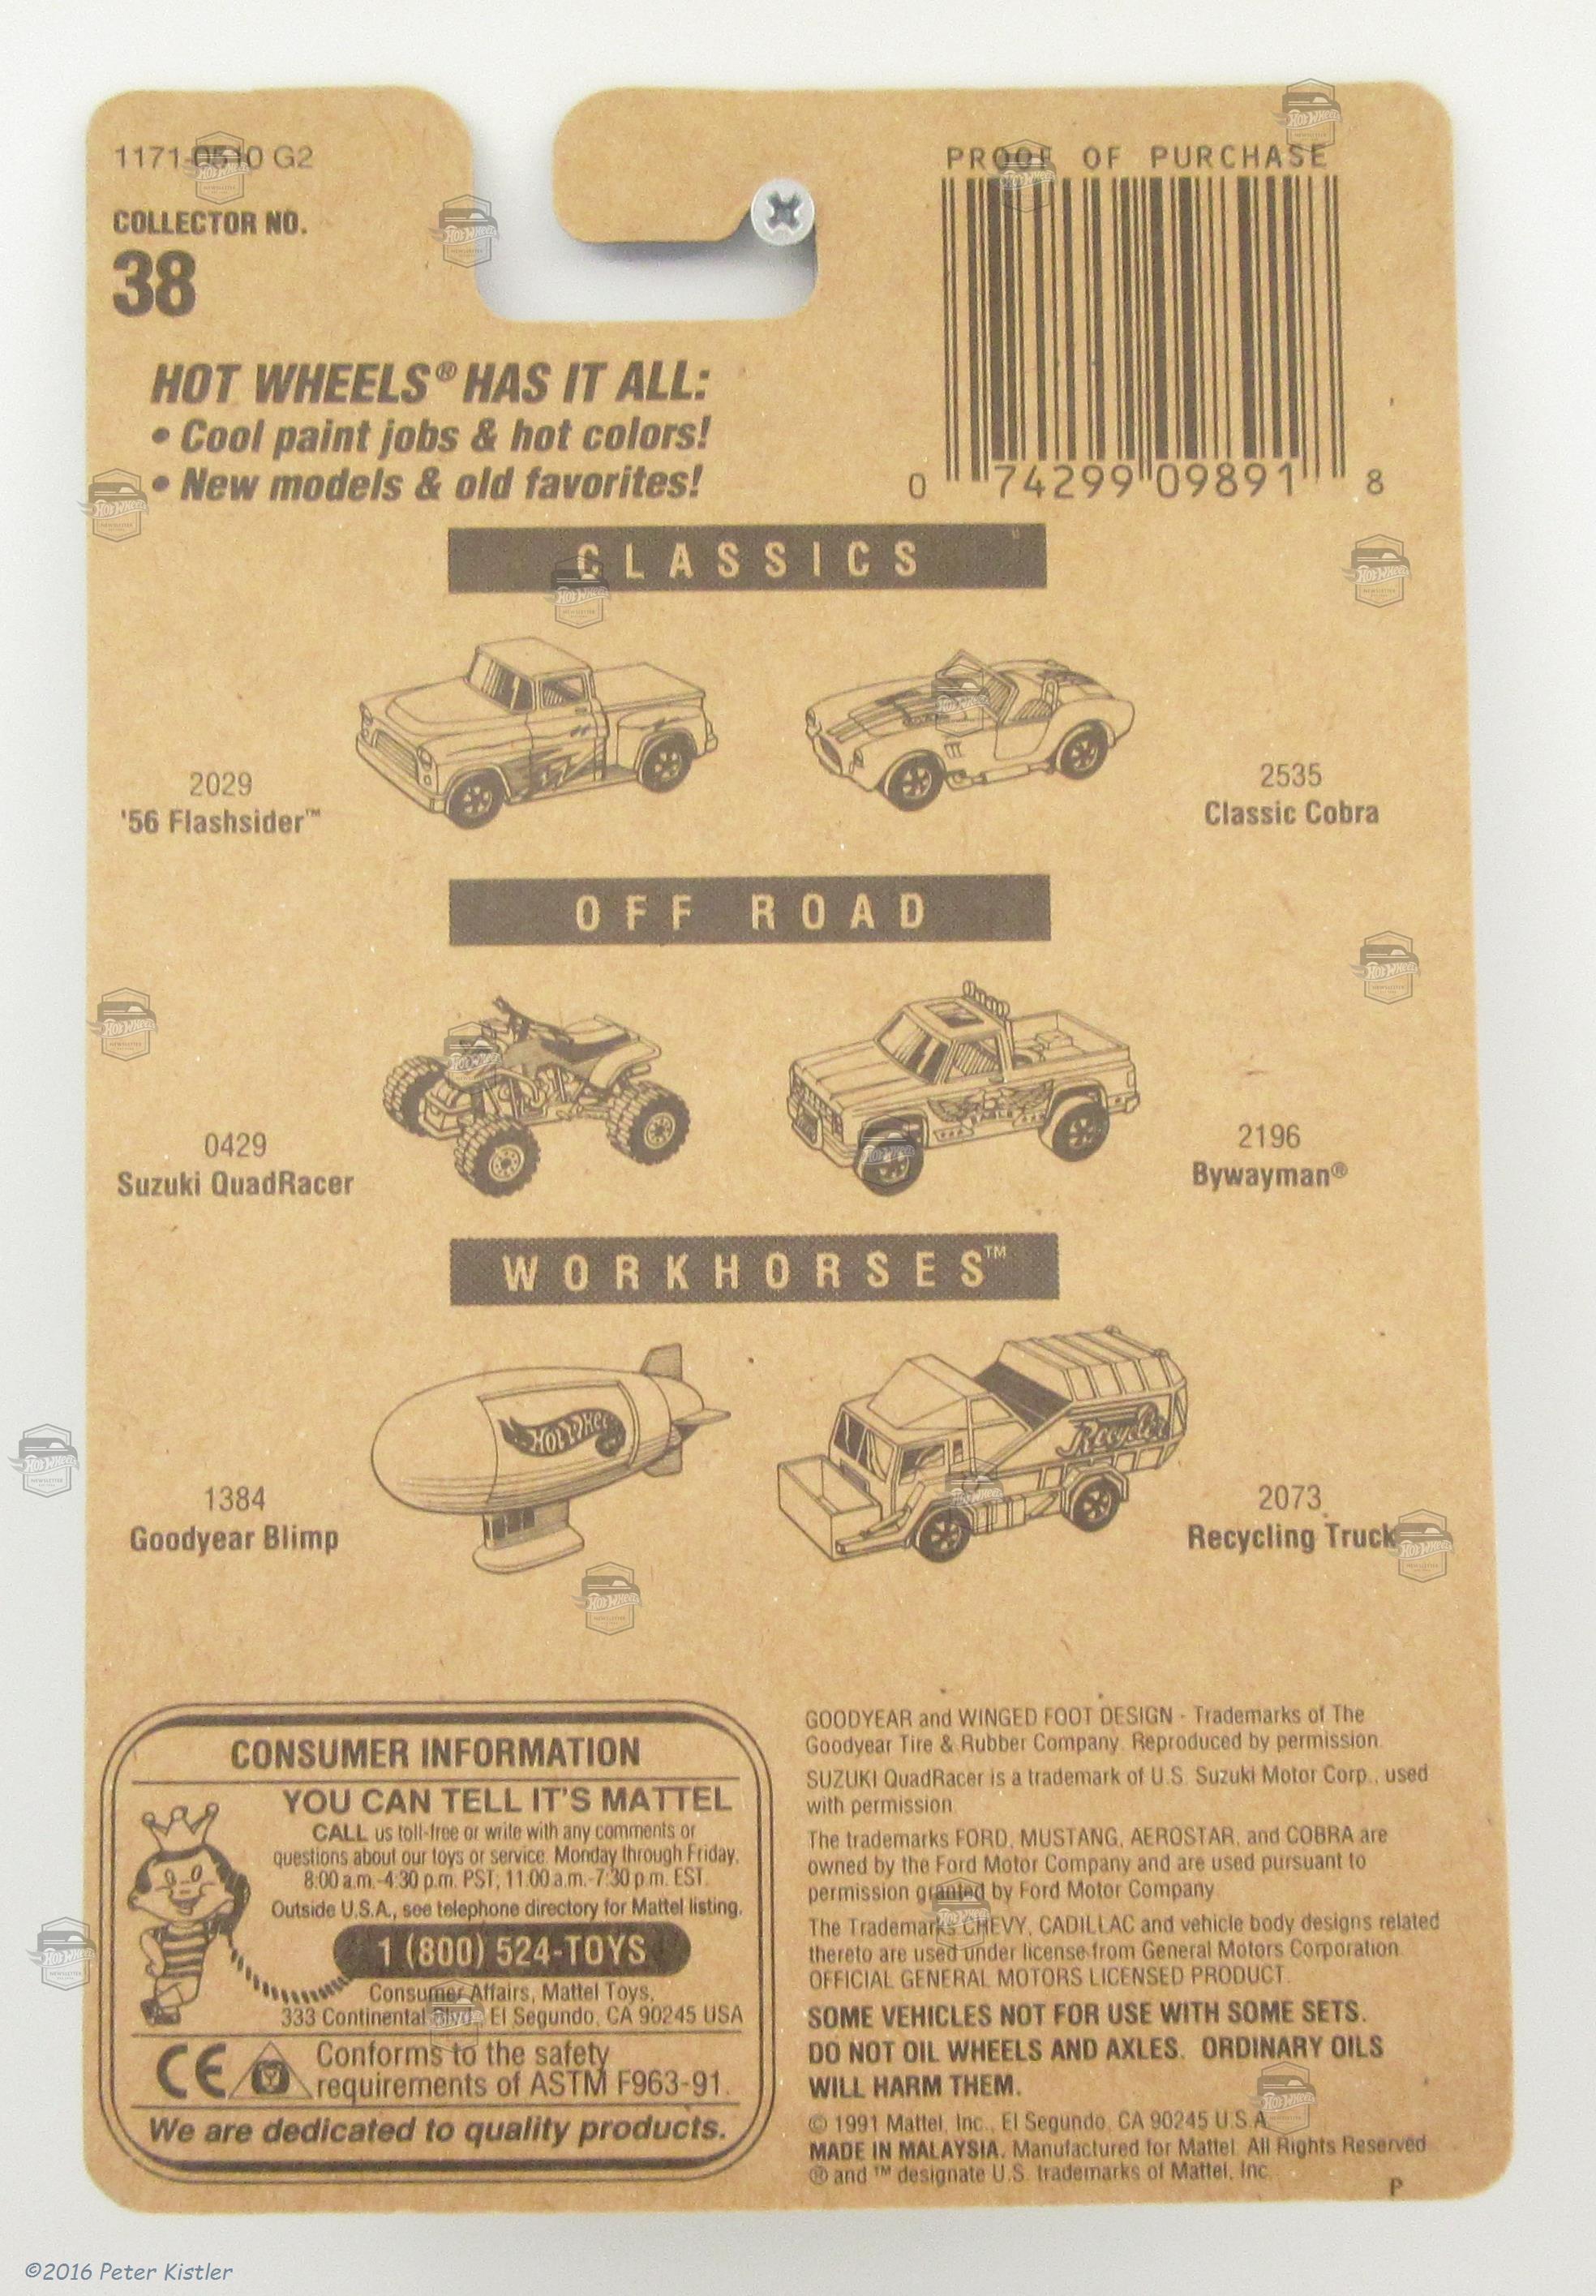 1171-0510 G2
COLLECTOR NO.
38
PROOF OF PURCHASE
0 74299 09891 8
HOT WHEELS® HAS IT ALL:
• Cool paint jobs & hot colors!
• New models & old favorites!
CLASSICS
2029
'56 Flashsider™
2535
Classic Cobra
OFF ROAD
0429
Suzuki QuadRacer
2196
Bywayman®
WORKHORSES™
Hot Wheels
Recycler
1384
Goodyear Blimp
2073
Recycling Truck
CONSUMER INFORMATION
YOU CAN TELL IT'S MATTEL
CALL us toll-free or write with any comments or
questions about our toys or service. Monday through Friday,
8:00 a.m.-4:30 p.m. PST; 11:00 a.m.-7:30 p.m. EST.
Outside U.S.A., see telephone directory for Mattel listing.
1 (800) 524-TOYS
Consumer Affairs, Mattel Toys,
333 Continental Blvd., El Segundo, CA 90245 USA
CE
Conforms to the safety
requirements of ASTM F963-91.
We are dedicated to quality products.
GOODYEAR and WINGED FOOT DESIGN - Trademarks of The
Goodyear Tire & Rubber Company. Reproduced by permission.
SUZUKI QuadRacer is a trademark of U.S. Suzuki Motor Corp., used
with permission.
The trademarks FORD, MUSTANG, AEROSTAR, and COBRA are
owned by the Ford Motor Company and are used pursuant to
permission granted by Ford Motor Company.
The Trademarks CHEVY, CADILLAC and vehicle body designs related
thereto are used under license from General Motors Corporation.
OFFICIAL GENERAL MOTORS LICENSED PRODUCT.
SOME VEHICLES NOT FOR USE WITH SOME SETS.
DO NOT OIL WHEELS AND AXLES. ORDINARY OILS
WILL HARM THEM.
© 1991 Mattel, Inc., El Segundo, CA 90245 U.S.A.
MADE IN MALAYSIA. Manufactured for Mattel. All Rights Reserved
® and ™ designate U.S. trademarks of Mattel, Inc.
P
©2016 Peter Kistler